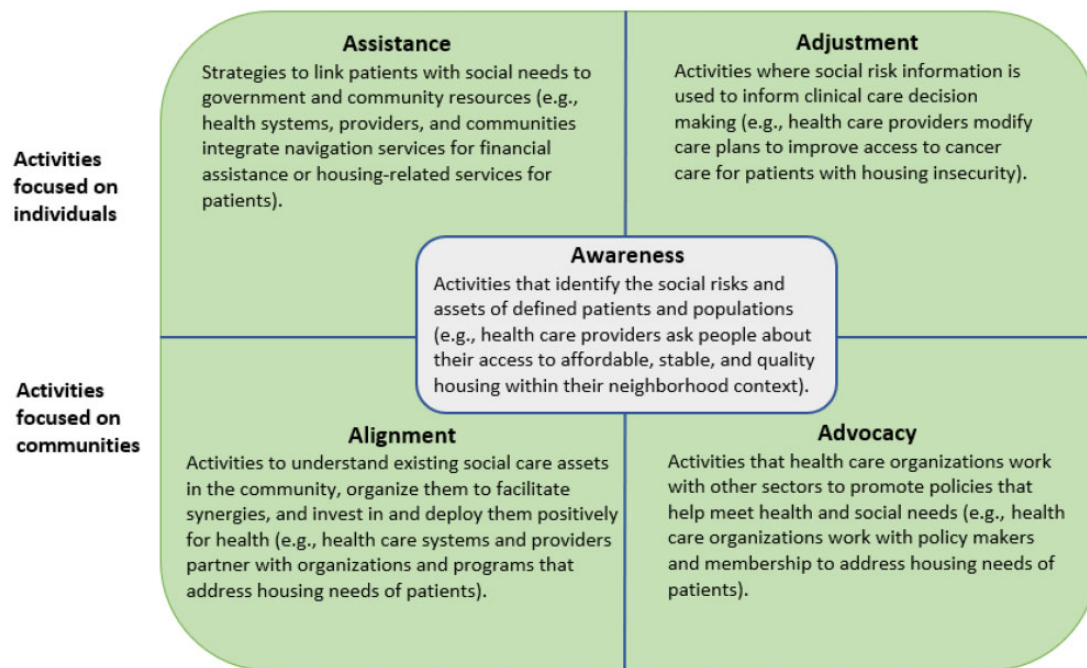 Activities
focused on
individuals
Assistance
Strategies to link patients with social needs to
government and community resources (e.g.,
health systems, providers, and communities
integrate navigation services for financial
assistance or housing-related services for
patients).
Adjustment
Activities where social risk information is
used to inform clinical care decision
making (e.g., health care providers modify
care plans to improve access to cancer
care for patients with housing insecurity).
Awareness
Activities that identify the social risks and
assets of defined patients and populations
(e.g., health care providers ask people about
their access to affordable, stable, and quality
housing within their neighborhood context).
Activities
focused on
communities
Alignment
Activities to understand existing social care assets
in the community, organize them to facilitate
synergies, and invest in and deploy them positively
for health (e.g., health care systems and providers
partner with organizations and programs that
address housing needs of patients).
Advocacy
Activities that health care organizations work
with other sectors to promote policies that
help meet health and social needs (e.g., health
care organizations work with policy makers
and membership to address housing needs of
patients).